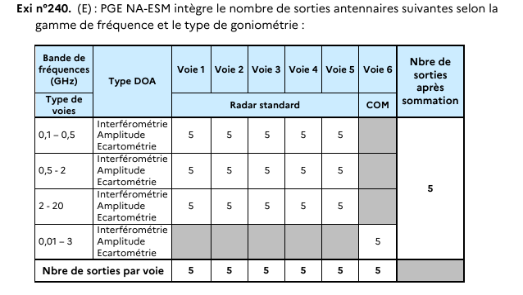 Exi n°240. (E) : PGE NA-ESM intègre le nombre de sorties antennaires suivantes selon la
gamme de fréquence et le type de goniométrie :
Bande de fréquences (GHz) Type DOA Voie 1 Voie 2 Voie 3 Voie 4 Voie 5 Voie 6 Nbre de sorties après sommation
Type de voies Radar standard COM
0,1 – 0,5 Interférométrie Amplitude Ecartométrie 5 5 5 5 5 5
0,5 - 2 Interférométrie Amplitude Ecartométrie 5 5 5 5 5
2 - 20 Interférométrie Amplitude Ecartométrie 5 5 5 5 5
0,01 – 3 Interférométrie Amplitude Ecartométrie 5
Nbre de sorties par voie 5 5 5 5 5 5